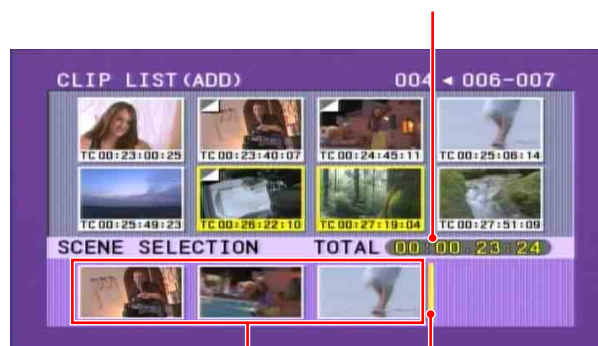 CLIP LIST(ADD) 004 ◄ 006-007
TC 00:23:00:25 TC 00:23:40:07 TC 00:24:45:11 TC 00:25:06:14
TC 00:25:49:23 TC 00:26:22:10 TC 00:27:19:04 TC 00:27:51:09
SCENE SELECTION TOTAL 00:00.23:24